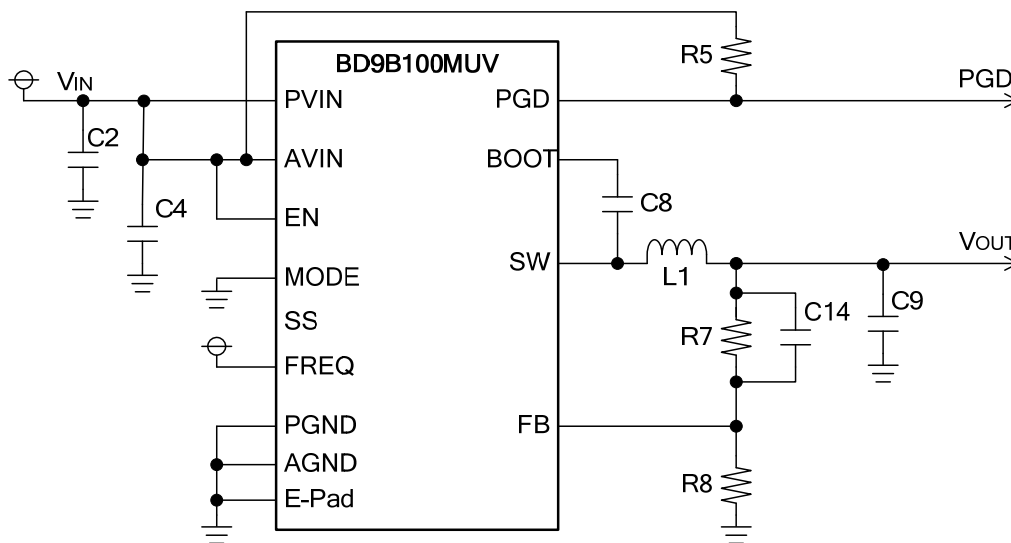 BD9B100MUV
R5
PGD
VIN
PVIN
PGD
C2
AVIN
BOOT
C4
C8
EN
VOUT
SW
MODE
L1
C9
SS
C14
R7
FREQ
PGND
FB
AGND
R8
E-Pad